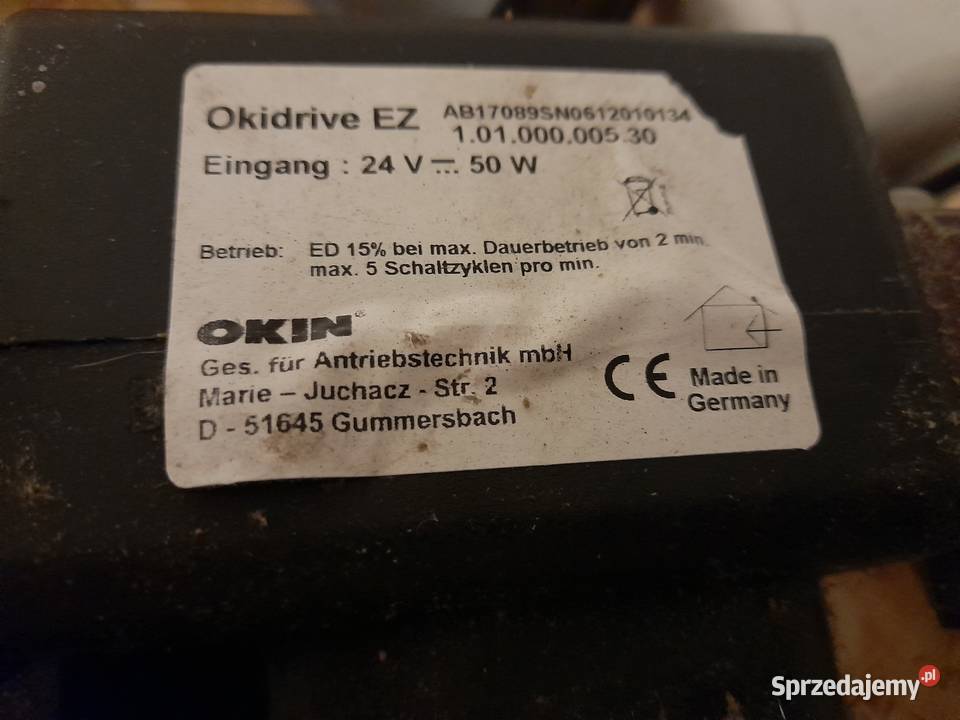 Okidrive EZ AB17089SN0612010134
1.01.000.005.30
Eingang : 24 V ⎓ 50 W
Betrieb: ED 15% bei max. Dauerbetrieb von 2 min.
max. 5 Schaltzyklen pro min.
OKIN
Ges. für Antriebstechnik mbH
Marie – Juchacz - Str. 2
D - 51645 Gummersbach
CE
Made in
Germany
Sprzedajemy.pl